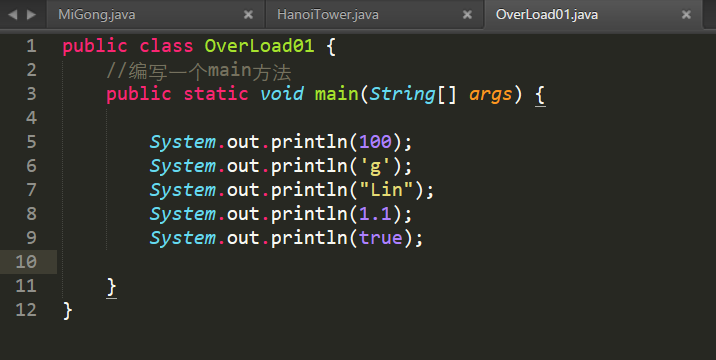 MiGong.java × HanoiTower.java × OverLoad01.java ×
1 public class OverLoad01 {
2 //编写一个main方法
3 public static void main(String[] args) {
4
5 System.out.println(100);
6 System.out.println('g');
7 System.out.println("Lin");
8 System.out.println(1.1);
9 System.out.println(true);
10
11 }
12 }